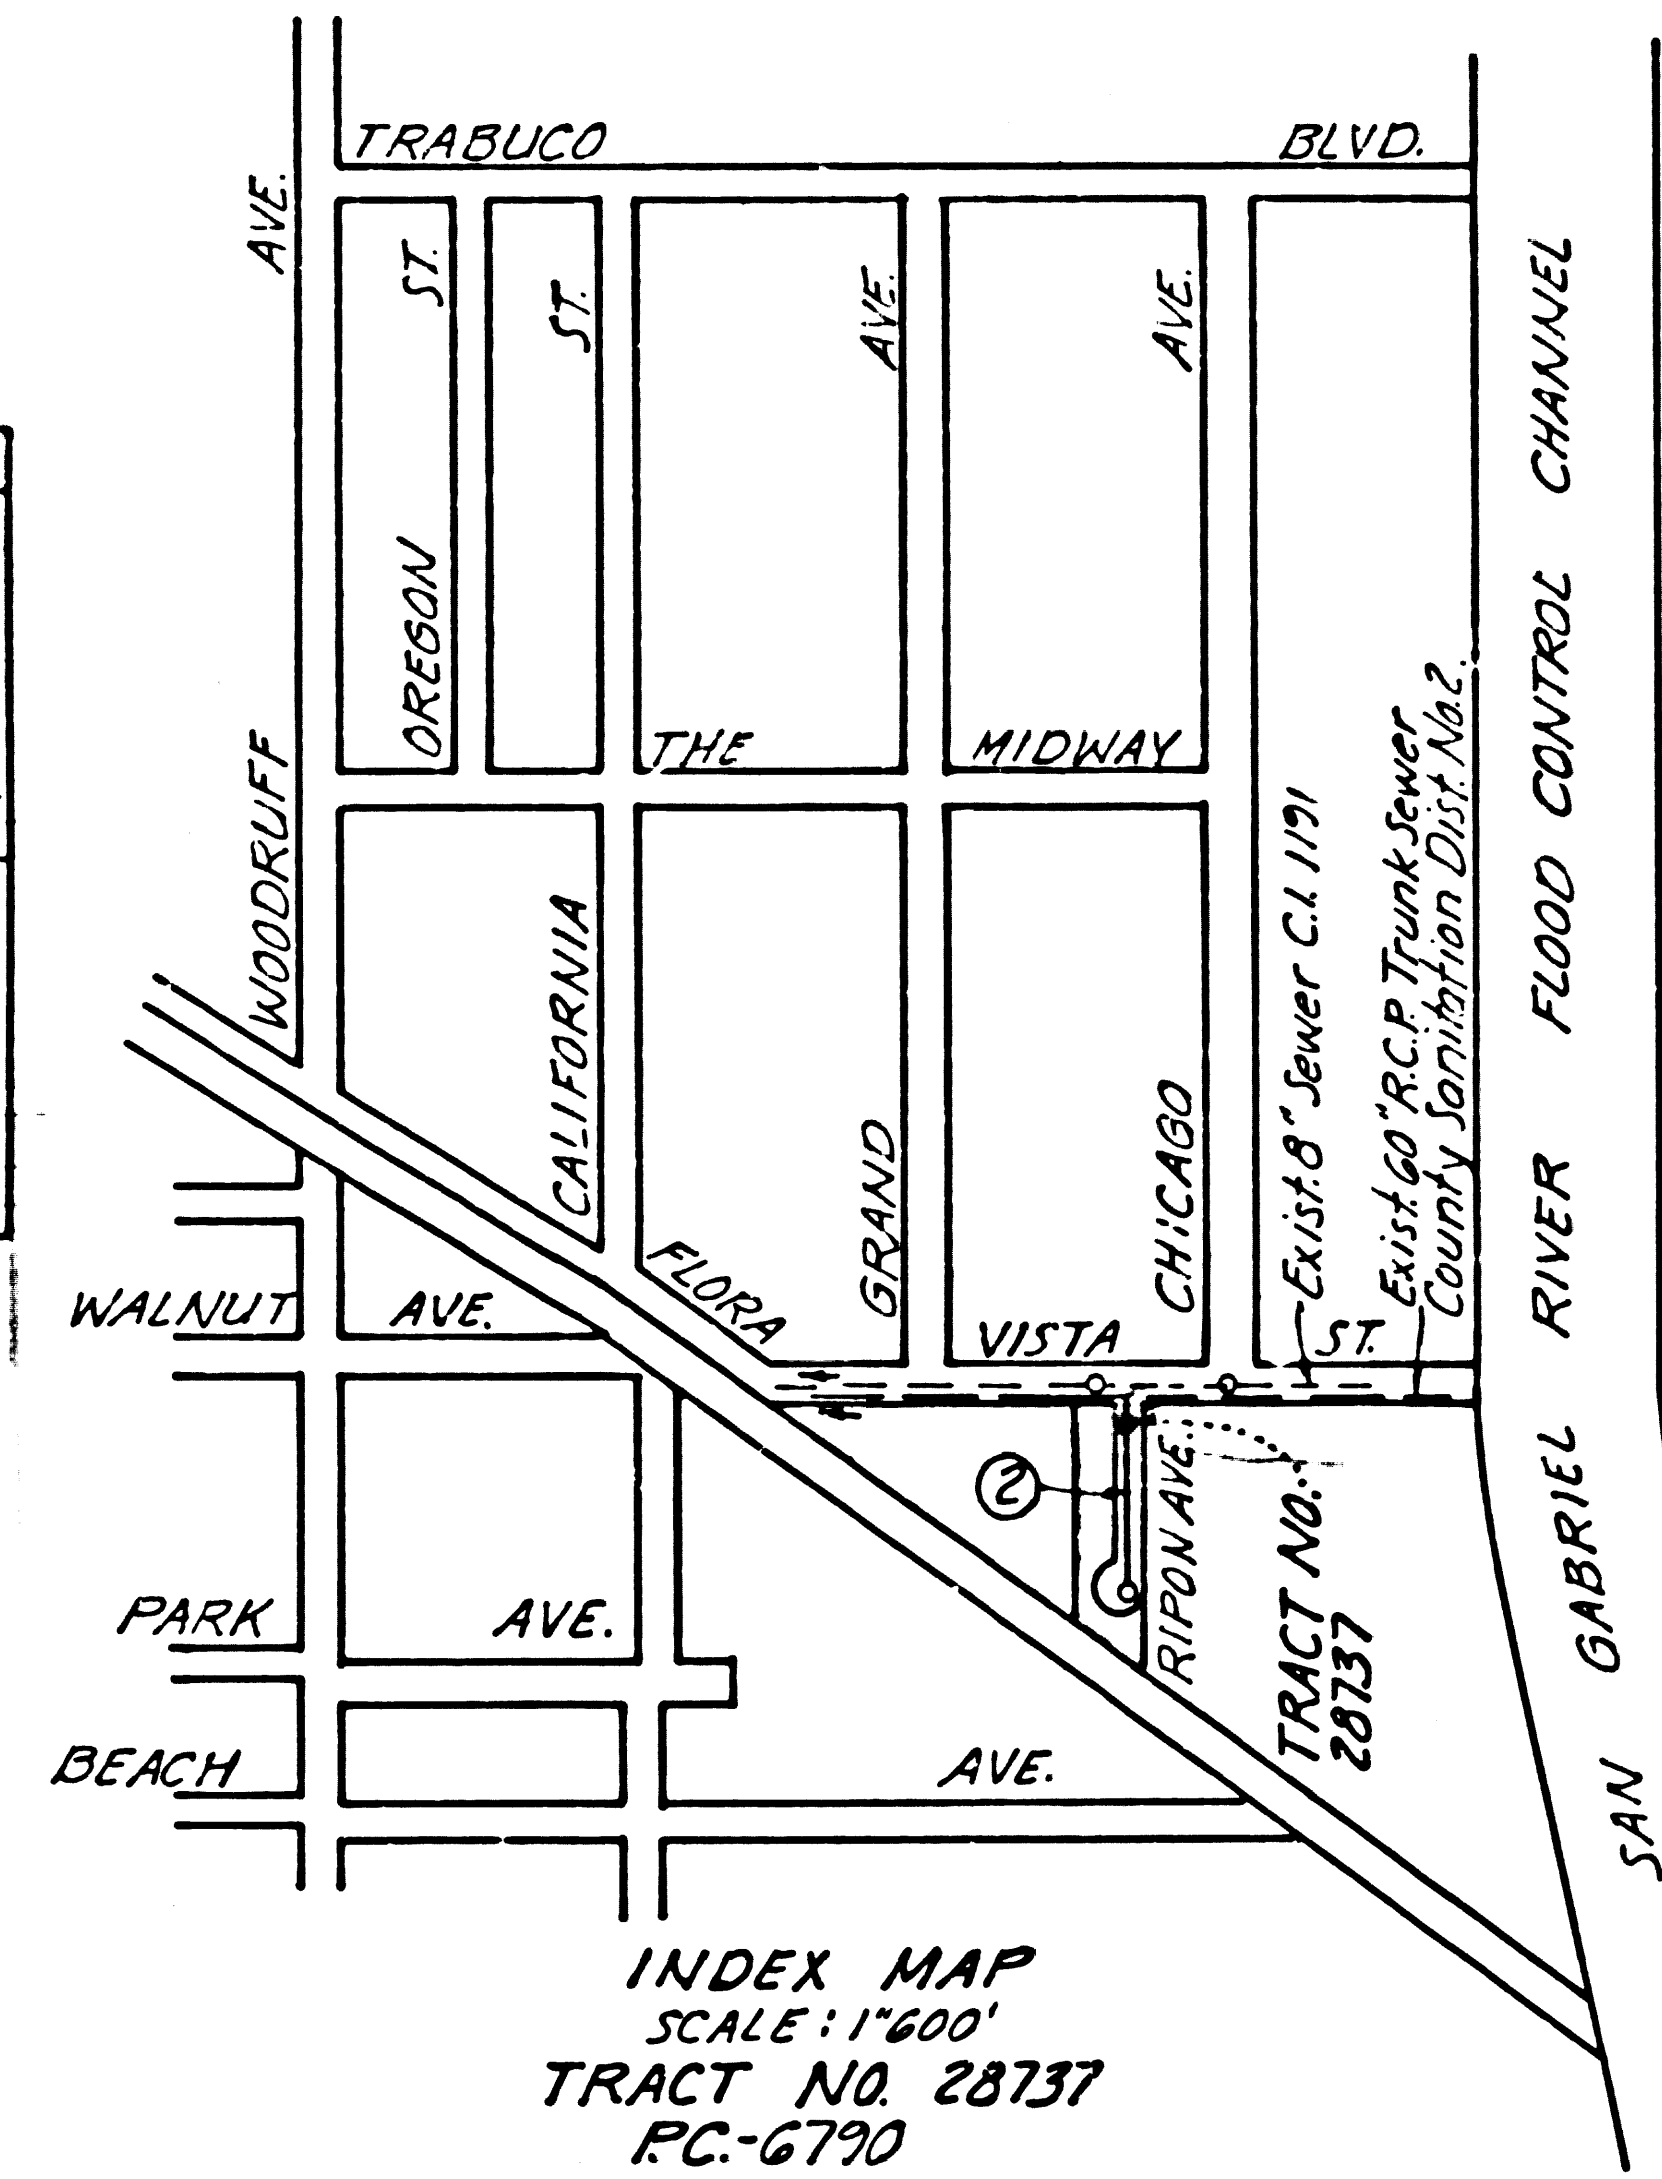 TRABUCO BLVD.
WOODRUFF AVE.
OREGON ST.
CALIFORNIA ST.
GRAND AVE.
CHICAGO AVE.
THE MIDWAY
Exist. 8" Sewer C.I. 1191
Exist. 60" R.C.P. Trunk Sewer
County Sanitation Dist. No. 2.
SAN GABRIEL RIVER FLOOD CONTROL CHANNEL
FLORA VISTA ST.
WALNUT AVE.
2
RIPON AVE.
TRACT NO.
28737
PARK AVE.
BEACH AVE.
INDEX MAP
SCALE: 1"600'
TRACT NO. 28737
P.C.-6790